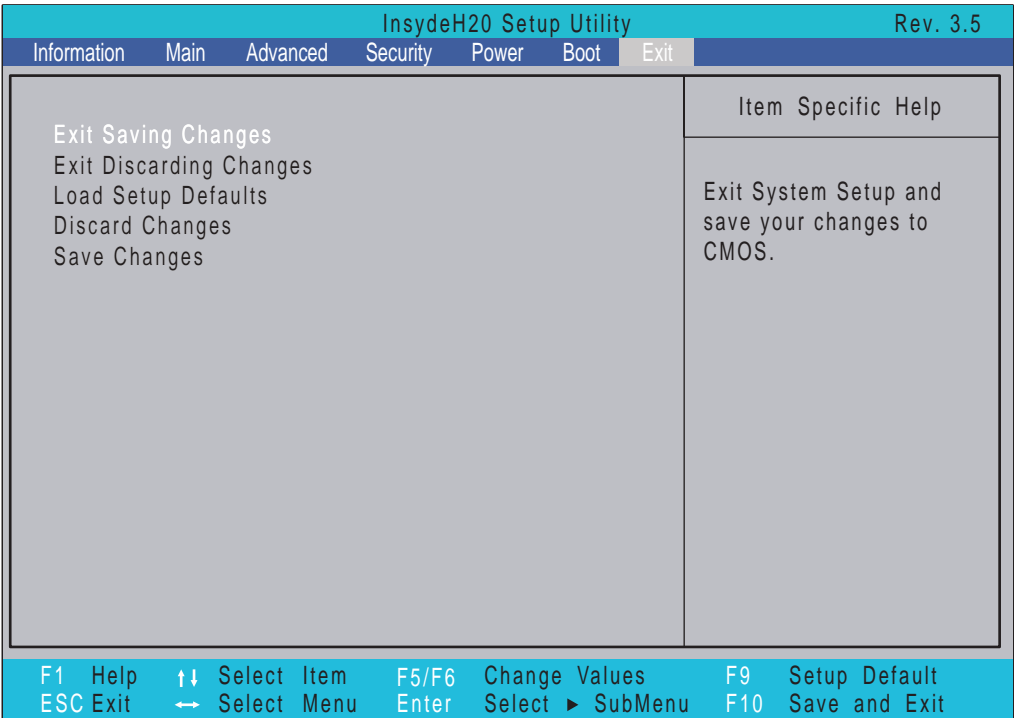 InsydeH20 Setup Utility Rev. 3.5
Information Main Advanced Security Power Boot Exit
Item Specific Help
Exit Saving Changes
Exit Discarding Changes
Load Setup Defaults
Discard Changes
Save Changes
Exit System Setup and
save your changes to
CMOS.
F1 Help ↑↓ Select Item F5/F6 Change Values F9 Setup Default
ESC Exit ↔ Select Menu Enter Select ► SubMenu F10 Save and Exit